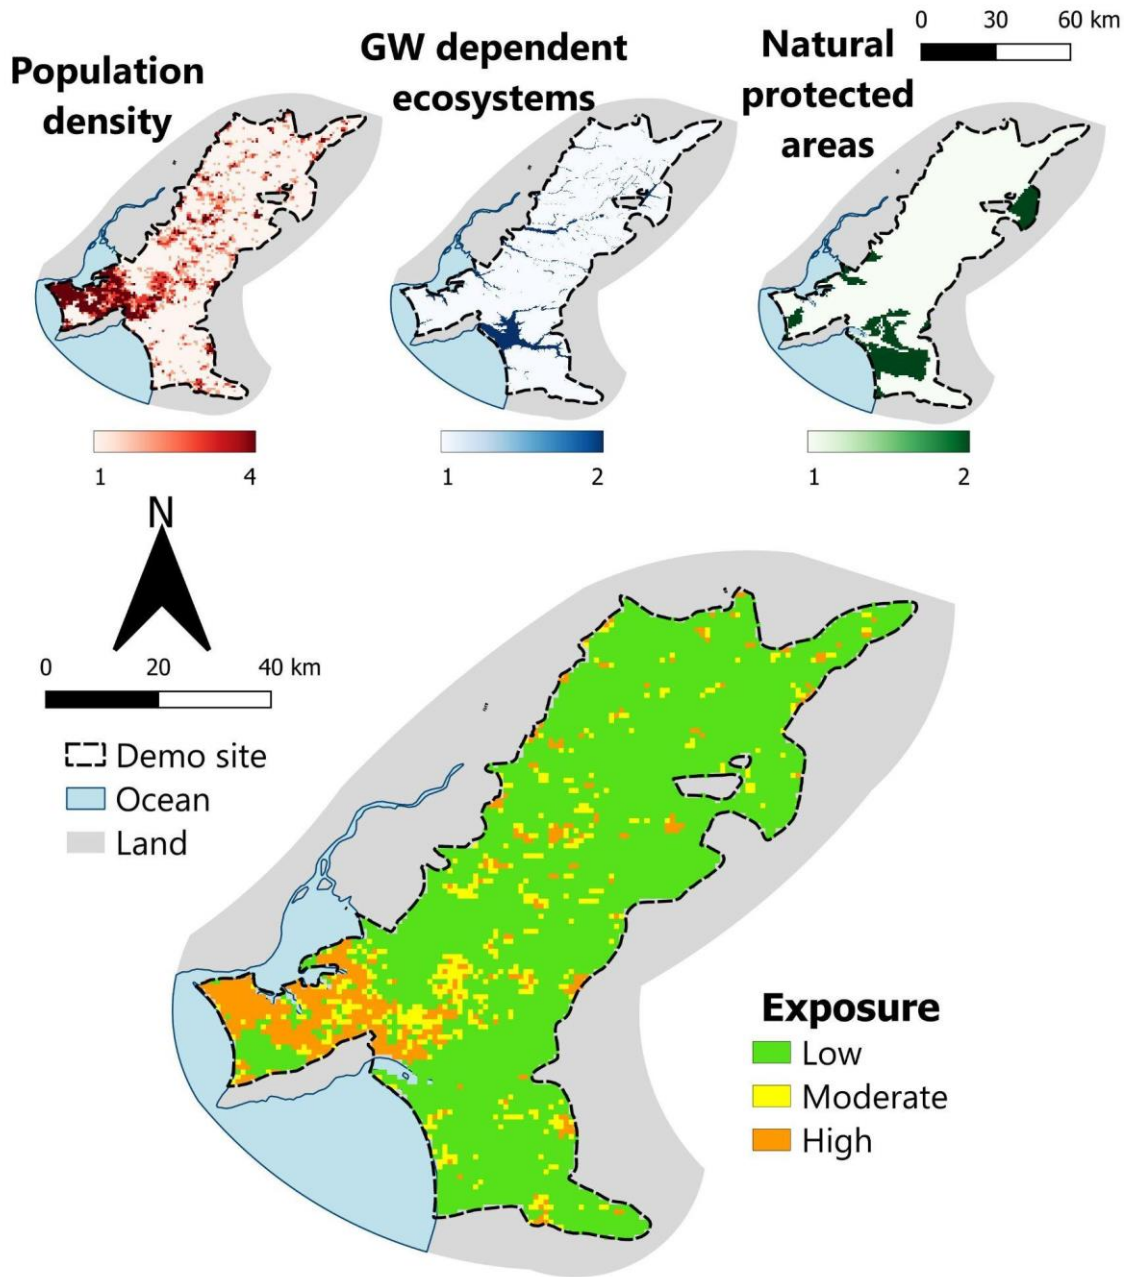 Population
density
GW dependent
ecosystems
Natural
protected
areas
0 30 60 km
1 4
1 2
1 2
N
0 20 40 km
Demo site
Ocean
Land
Exposure
Low
Moderate
High